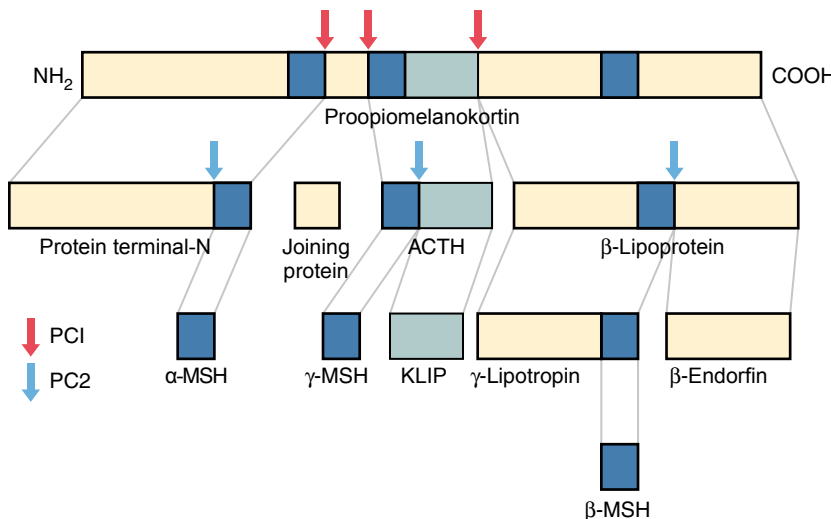 NH₂
COOH
Proopiomelanokortin
Protein terminal-N
Joining
protein
ACTH
β-Lipoprotein
PCI
PC2
α-MSH
γ-MSH
KLIP
γ-Lipotropin
β-Endorfin
β-MSH